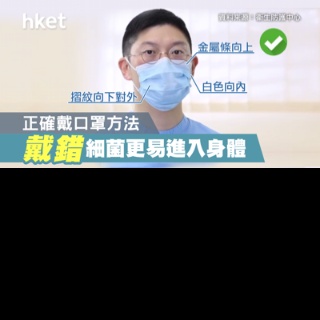 hket
資料來源：衞生防護中心
金屬條向上
白色向內
摺紋向下對外
正確戴口罩方法
戴錯細菌更易進入身體